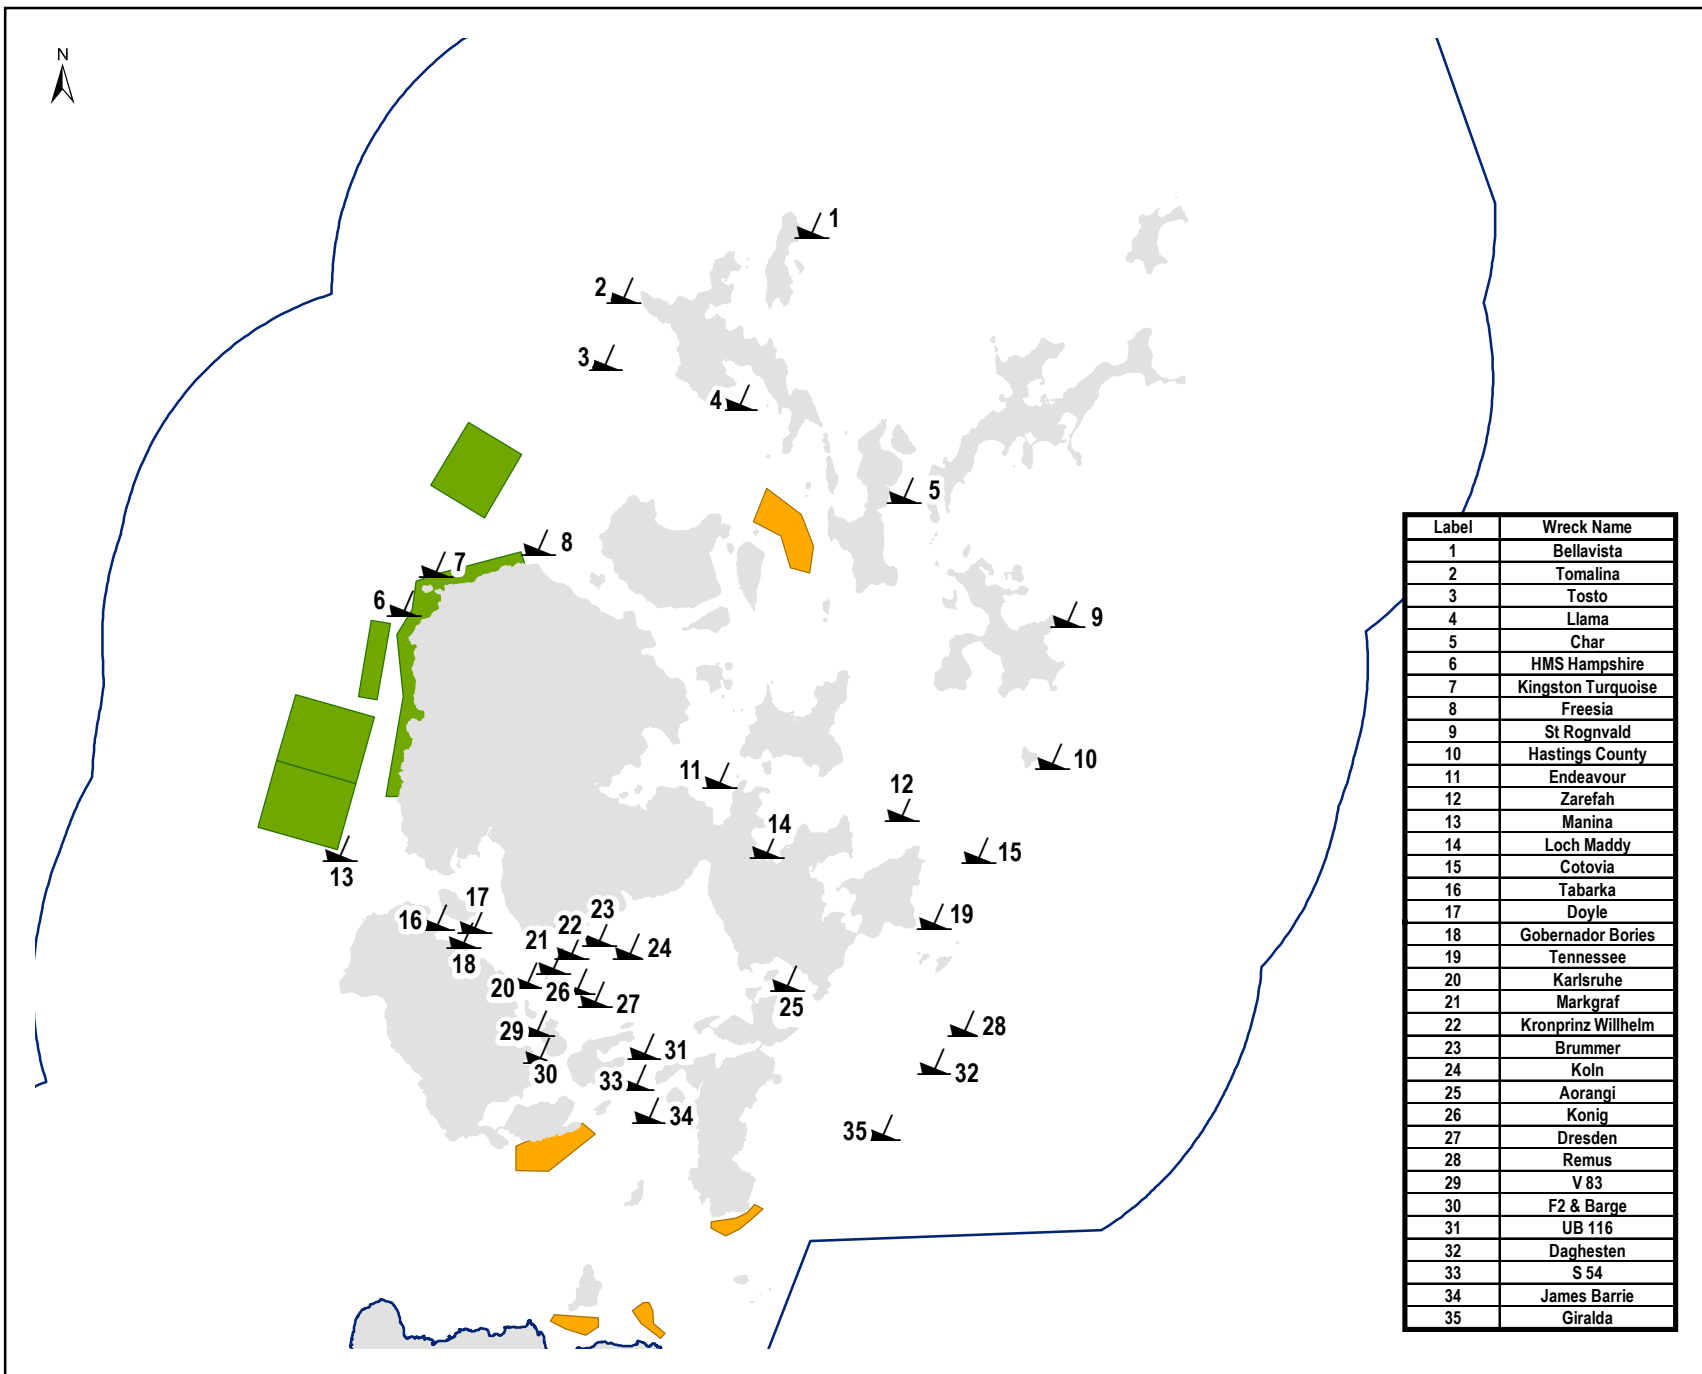 N
1
2
3
4
5
8
7
6
9
10
11
12
14
15
13
17
16
23
22
19
21
24
18
20
26
27
25
29
28
31
30
33
32
34
35
Label Wreck Name
1 Bellavista
2 Tomalina
3 Tosto
4 Llama
5 Char
6 HMS Hampshire
7 Kingston Turquoise
8 Freesia
9 St Rognvald
10 Hastings County
11 Endeavour
12 Zarefah
13 Manina
14 Loch Maddy
15 Cotovia
16 Tabarka
17 Doyle
18 Gobernador Bories
19 Tennessee
20 Karlsruhe
21 Markgraf
22 Kronprinz Willhelm
23 Brummer
24 Koln
25 Aorangi
26 Konig
27 Dresden
28 Remus
29 V 83
30 F2 & Barge
31 UB 116
32 Daghesten
33 S 54
34 James Barrie
35 Giralda